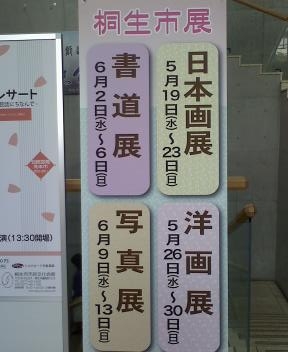 桐生市展
日本画展
5月19日(水)～23日(日)
書道展
6月2日(水)～6日(日)
洋画展
5月26日(水)～30日(日)
写真展
6月9日(水)～13日(日)
ンサート
演(13:30開場)